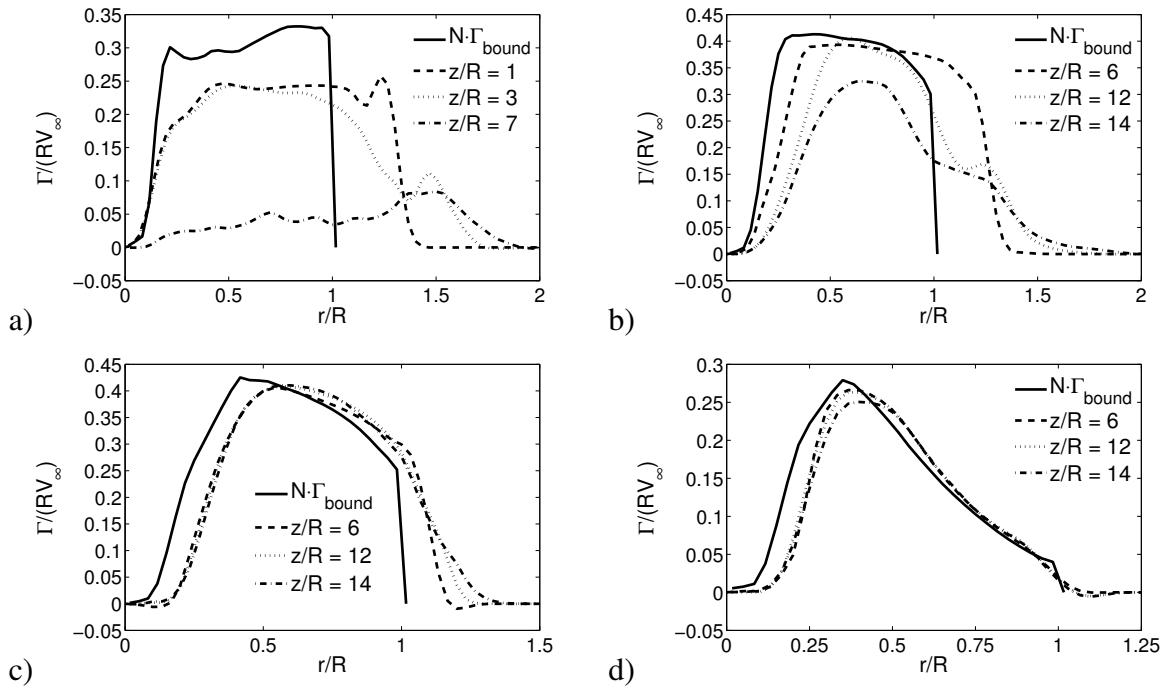 0.35
0.3
0.25
0.2
0.15
0.1
0.05
0
−0.05
Γ/(RV∞)
0 0.5 1 1.5 2
r/R
N·Γbound
z/R = 1
z/R = 3
z/R = 7
a)
0.45
0.4
0.35
0.3
0.25
0.2
0.15
0.1
0.05
0
−0.05
Γ/(RV∞)
0 0.5 1 1.5 2
r/R
N·Γbound
z/R = 6
z/R = 12
z/R = 14
b)
0.45
0.4
0.35
0.3
0.25
0.2
0.15
0.1
0.05
0
−0.05
Γ/(RV∞)
0 0.5 1 1.5
r/R
N·Γbound
z/R = 6
z/R = 12
z/R = 14
c)
0.3
0.25
0.2
0.15
0.1
0.05
0
−0.05
Γ/(RV∞)
0 0.25 0.5 0.75 1 1.25
r/R
N·Γbound
z/R = 6
z/R = 12
z/R = 14
d)